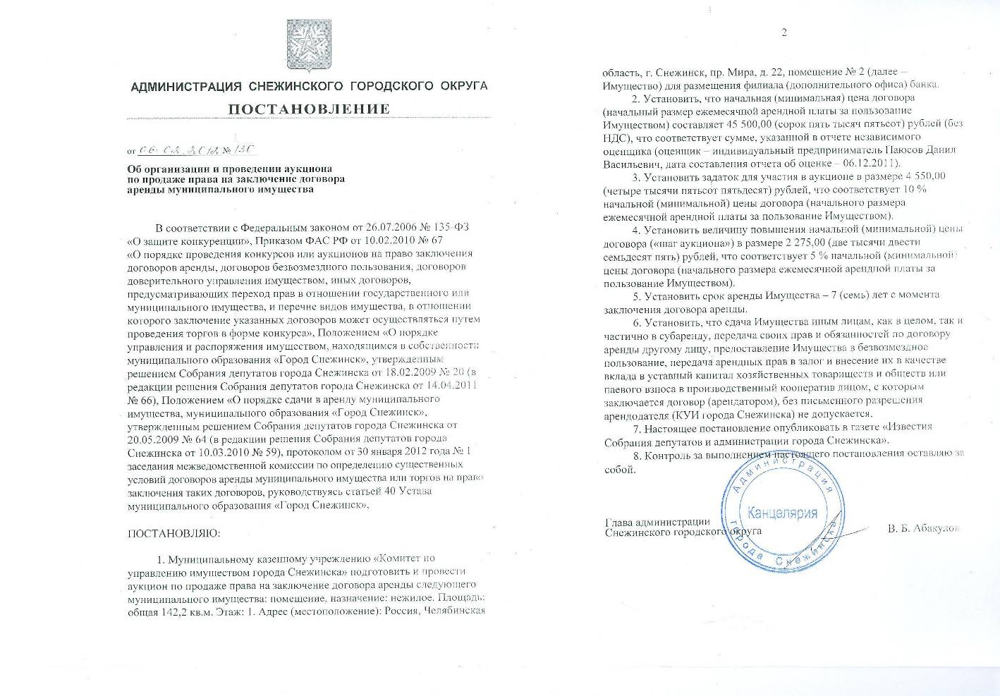 АДМИНИСТРАЦИЯ СНЕЖИНСКОГО ГОРОДСКОГО ОКРУГА
ПОСТАНОВЛЕНИЕ
от 06.02.2012 № 130
Об организации и проведении аукциона
по продаже права на заключение договора
аренды муниципального имущества
В соответствии с Федеральным законом от 26.07.2006 № 135-ФЗ
«О защите конкуренции», Приказом ФАС РФ от 10.02.2010 № 67
«О порядке проведения конкурсов или аукционов на право заключения
договоров аренды, договоров безвозмездного пользования, договоров
доверительного управления имуществом, иных договоров,
предусматривающих переход прав в отношении государственного или
муниципального имущества, и перечне видов имущества, в отношении
которого заключение указанных договоров может осуществляться путем
проведения торгов в форме конкурса», Положением «О порядке
управления и распоряжения имуществом, находящимся в собственности
муниципального образования «Город Снежинск», утвержденным
решением Собрания депутатов города Снежинска от 18.02.2009 № 20 (в
редакции решения Собрания депутатов города Снежинска от 14.04.2011
№ 66), Положением «О порядке сдачи в аренду муниципального
имущества, муниципального образования «Город Снежинск»,
утвержденным решением Собрания депутатов города Снежинска от
20.05.2009 № 64 (в редакции решения Собрания депутатов города
Снежинска от 10.03.2010 № 59), протоколом от 30 января 2012 года № 1
заседания межведомственной комиссии по определению существенных
условий договоров аренды муниципального имущества или торгов на право
заключения таких договоров, руководствуясь статьей 40 Устава
муниципального образования «Город Снежинск»,
ПОСТАНОВЛЯЮ:
1. Муниципальному казенному учреждению «Комитет по
управлению имуществом города Снежинска» подготовить и провести
аукцион по продаже права на заключение договора аренды следующего
муниципального имущества: помещение, назначение: нежилое. Площадь:
общая 142,2 кв.м. Этаж: 1. Адрес (местоположение): Россия, Челябинская
2
область, г. Снежинск, пр. Мира, д. 22, помещение № 2 (далее –
Имущество) для размещения филиала (дополнительного офиса) банка.
2. Установить, что начальная (минимальная) цена договора
(начальный размер ежемесячной арендной платы за пользование
Имуществом) составляет 45 500,00 (сорок пять тысяч пятьсот) рублей (без
НДС), что соответствует сумме, указанной в отчете независимого
оценщика (оценщик – индивидуальный предприниматель Паюсов Данил
Васильевич, дата составления отчета об оценке – 06.12.2011).
3. Установить задаток для участия в аукционе в размере 4 550,00
(четыре тысячи пятьсот пятьдесят) рублей, что соответствует 10 %
начальной (минимальной) цены договора (начального размера
ежемесячной арендной платы за пользование Имуществом).
4. Установить величину повышения начальной (минимальной) цены
договора («шаг аукциона») в размере 2 275,00 (две тысячи двести
семьдесят пять) рублей, что соответствует 5 % начальной (минимальной)
цены договора (начального размера ежемесячной арендной платы за
пользование Имуществом).
5. Установить срок аренды Имущества – 7 (семь) лет с момента
заключения договора аренды.
6. Установить, что сдача Имущества иным лицам, как в целом, так и
частично в субаренду, передача своих прав и обязанностей по договору
аренды другому лицу, предоставление Имущества в безвозмездное
пользование, передача арендных прав в залог и внесение их в качестве
вклада в уставный капитал хозяйственных товариществ и обществ или
паевого взноса в производственный кооператив лицом, с которым
заключается договор (арендатором), без письменного разрешения
арендодателя (КУИ города Снежинска) не допускается.
7. Настоящее постановление опубликовать в газете «Известия
Собрания депутатов и администрации города Снежинска».
8. Контроль за выполнением настоящего постановления оставляю за
собой.
Администрация
Канцелярия
города Снежинска
Глава администрации
Снежинского городского округа
В. Б. Абакулов